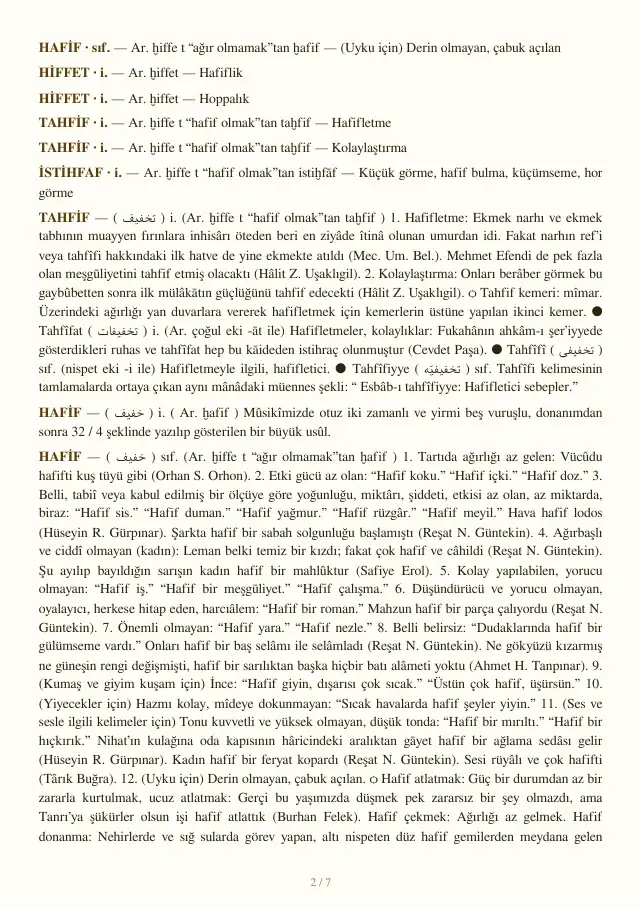 HAFİF · sıf. — Ar. ḫiffe t “ağır olmamak”tan ḫafіf — (Uyku için) Derin olmayan, çabuk açılan
HİFFET · i. — Ar. ḫiffet — Hafiflik
HİFFET · i. — Ar. ḫiffet — Hoppalık
TAHFİF · i. — Ar. ḫiffe t “hafif olmak”tan taḫfіf — Hafifletme
TAHFİF · i. — Ar. ḫiffe t “hafif olmak”tan taḫfіf — Kolaylaştırma
İSTİHFAF · i. — Ar. ḫiffe t “hafif olmak”tan istiḫfāf — Küçük görme, hafif bulma, küçümseme, hor
görme
TAHFİF — ( تخفيف ) i. (Ar. ḫiffe t “hafif olmak”tan taḫfіf ) 1. Hafifletme: Ekmek narhı ve ekmek
tabhının muayyen fırınlara inhisârı öteden beri en ziyâde îtinâ olunan umurdan idi. Fakat narhın ref’i
veya tahfîfi hakkındaki ilk hatve de yine ekmekte atıldı (Mec. Um. Bel.). Mehmet Efendi de pek fazla
olan meşgūliyetini tahfif etmiş olacaktı (Hâlit Z. Uşaklıgil). 2. Kolaylaştırma: Onları berâber görmek bu
gaybûbetten sonra ilk mülâkātın güçlüğünü tahfif edecekti (Hâlit Z. Uşaklıgil). ѻ Tahfif kemeri: mîmar.
Üzerindeki ağırlığı yan duvarlara vererek hafifletmek için kemerlerin üstüne yapılan ikinci kemer. ●
Tahfîfat ( تخفيفات ) i. (Ar. çoğul eki -āt ile) Hafifletmeler, kolaylıklar: Fukahânın ahkâm-ı şer’iyyede
gösterdikleri ruhas ve tahfîfat hep bu kāideden istihraç olunmuştur (Cevdet Paşa). ● Tahfîfî ( تخفيفى )
sıf. (nispet eki -і ile) Hafifletmeyle ilgili, hafifletici. ● Tahfîfiyye ( تخفيفيّه ) sıf. Tahfîfî kelimesinin
tamlamalarda ortaya çıkan aynı mânâdaki müennes şekli: “ Esbâb-ı tahfîfiyye: Hafifletici sebepler.”
HAFİF — ( خفيف ) i. ( Ar. ḫafіf ) Mûsikîmizde otuz iki zamanlı ve yirmi beş vuruşlu, donanımdan
sonra 32 / 4 şeklinde yazılıp gösterilen bir büyük usûl.
HAFİF — ( خفيف ) sıf. (Ar. ḫiffe t “ağır olmamak”tan ḫafіf ) 1. Tartıda ağırlığı az gelen: Vücûdu
hafifti kuş tüyü gibi (Orhan S. Orhon). 2. Etki gücü az olan: “Hafif koku.” “Hafif içki.” “Hafif doz.” 3.
Belli, tabiî veya kabul edilmiş bir ölçüye göre yoğunluğu, miktârı, şiddeti, etkisi az olan, az miktarda,
biraz: “Hafif sis.” “Hafif duman.” “Hafif yağmur.” “Hafif rüzgâr.” “Hafif meyil.” Hava hafif lodos
(Hüseyin R. Gürpınar). Şarkta hafif bir sabah solgunluğu başlamıştı (Reşat N. Güntekin). 4. Ağırbaşlı
ve ciddî olmayan (kadın): Leman belki temiz bir kızdı; fakat çok hafif ve câhildi (Reşat N. Güntekin).
Şu ayılıp bayıldığın sarışın kadın hafif bir mahlûktur (Safiye Erol). 5. Kolay yapılabilen, yorucu
olmayan: “Hafif iş.” “Hafif bir meşgūliyet.” “Hafif çalışma.” 6. Düşündürücü ve yorucu olmayan,
oyalayıcı, herkese hitap eden, harcıâlem: “Hafif bir roman.” Mahzun hafif bir parça çalıyordu (Reşat N.
Güntekin). 7. Önemli olmayan: “Hafif yara.” “Hafif nezle.” 8. Belli belirsiz: “Dudaklarında hafif bir
gülümseme vardı.” Onları hafif bir baş selâmı ile selâmladı (Reşat N. Güntekin). Ne gökyüzü kızarmış
ne güneşin rengi değişmişti, hafif bir sarılıktan başka hiçbir batı alâmeti yoktu (Ahmet H. Tanpınar). 9.
(Kumaş ve giyim kuşam için) İnce: “Hafif giyin, dışarısı çok sıcak.” “Üstün çok hafif, üşürsün.” 10.
(Yiyecekler için) Hazmı kolay, mîdeye dokunmayan: “Sıcak havalarda hafif şeyler yiyin.” 11. (Ses ve
sesle ilgili kelimeler için) Tonu kuvvetli ve yüksek olmayan, düşük tonda: “Hafif bir mırıltı.” “Hafif bir
hıçkırık.” Nihat’ın kulağına oda kapısının hâricindeki aralıktan gāyet hafif bir ağlama sedâsı gelir
(Hüseyin R. Gürpınar). Kadın hafif bir feryat kopardı (Reşat N. Güntekin). Sesi rüyâlı ve çok hafifti
(Târık Buğra). 12. (Uyku için) Derin olmayan, çabuk açılan. ѻ Hafif atlatmak: Güç bir durumdan az bir
zararla kurtulmak, ucuz atlatmak: Gerçi bu yaşımızda düşmek pek zararsız bir şey olmazdı, ama
Tanrı’ya şükürler olsun işi hafif atlattık (Burhan Felek). Hafif çekmek: Ağırlığı az gelmek. Hafif
donanma: Nehirlerde ve sığ sularda görev yapan, altı nispeten düz hafif gemilerden meydana gelen
2 / 7